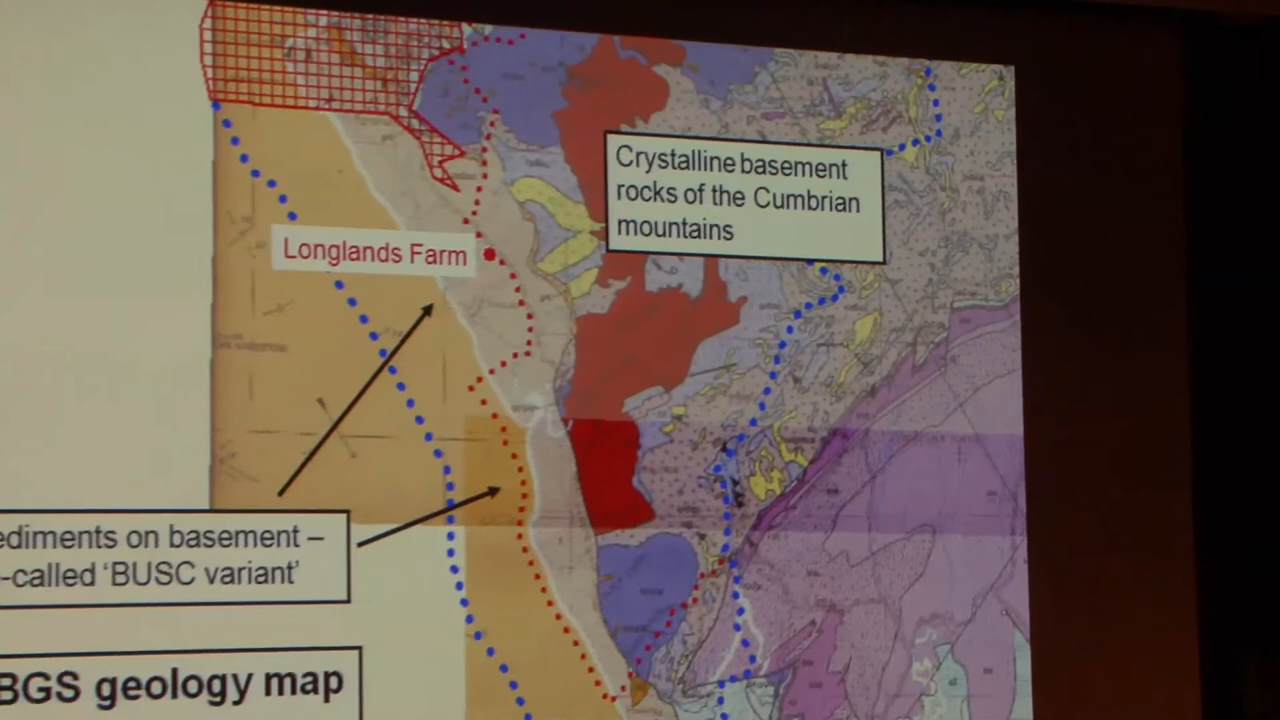 Crystalline basement
rocks of the Cumbrian
mountains
Longlands Farm
ediments on basement –
-called ‘BUSC variant’
BGS geology map